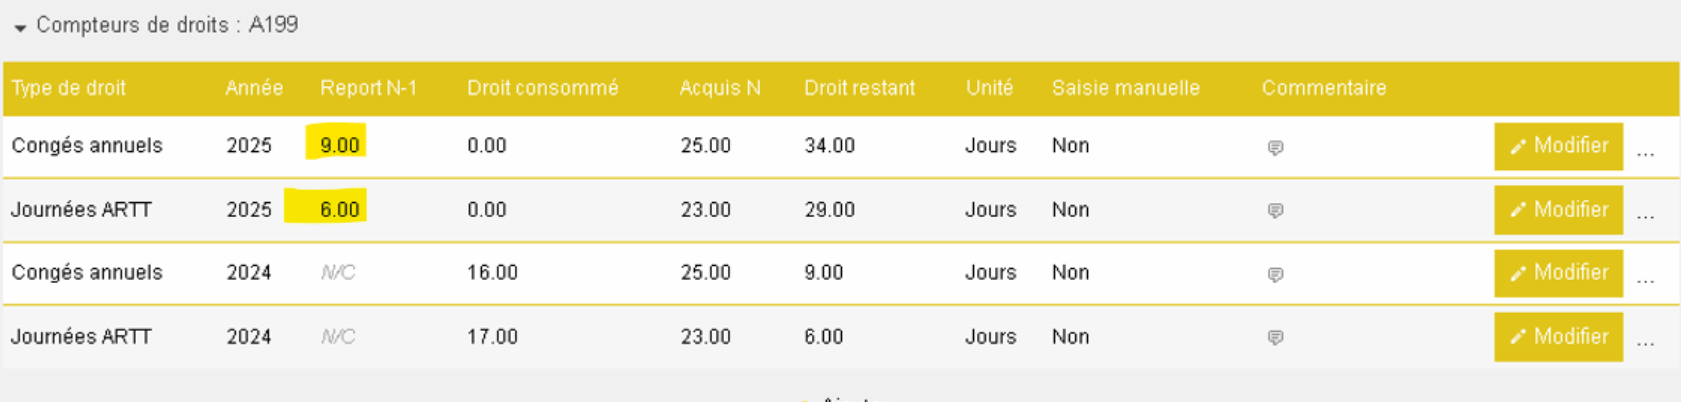 Compteurs de droits : A199
Type de droit Année Report N-1 Droit consommé Acquis N Droit restant Unité Saisie manuelle Commentaire
Congés annuels 2025 9.00 0.00 25.00 34.00 Jours Non Modifier ...
Journées ARTT 2025 6.00 0.00 23.00 29.00 Jours Non Modifier ...
Congés annuels 2024 N/C 16.00 25.00 9.00 Jours Non Modifier ...
Journées ARTT 2024 N/C 17.00 23.00 6.00 Jours Non Modifier ...